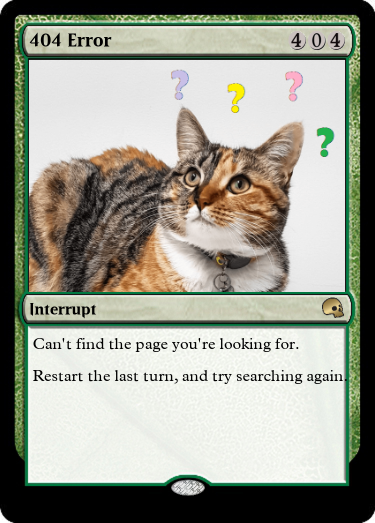 404 Error 4 0 4
? ? ? ?
Interrupt
Can't find the page you're looking for.
Restart the last turn, and try searching again.